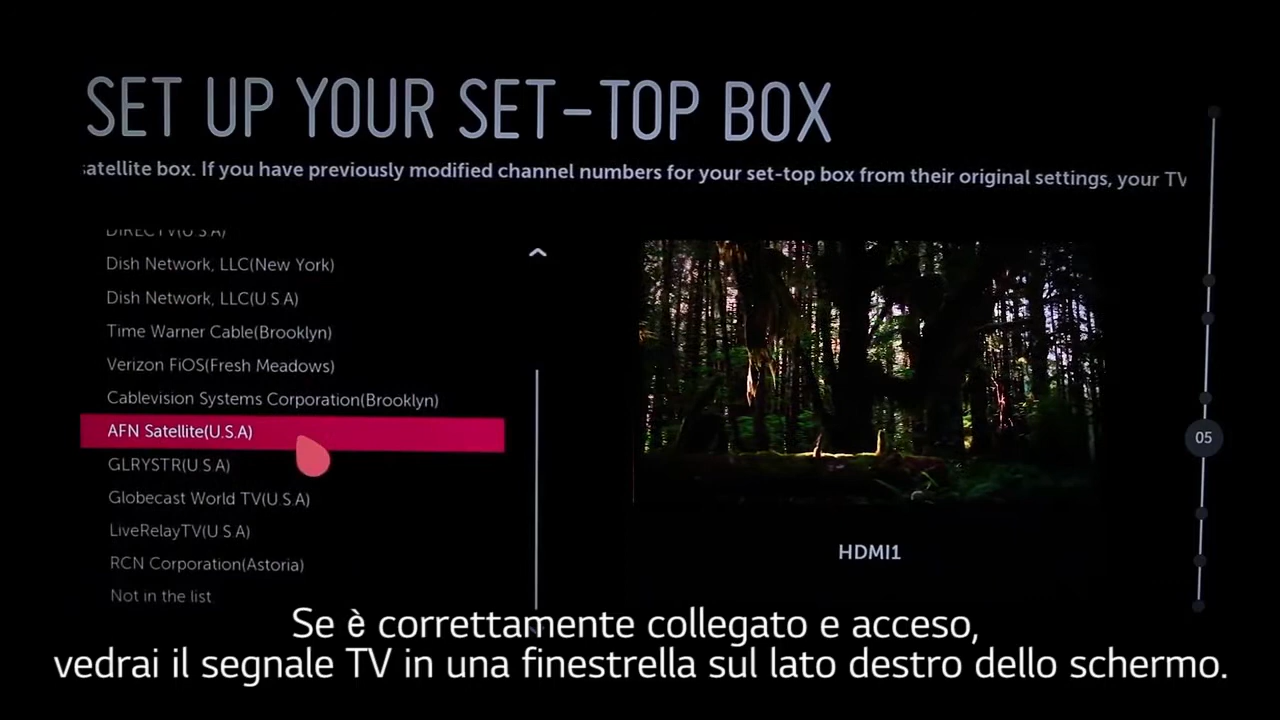 SET UP YOUR SET-TOP BOX
satellite box. If you have previously modified channel numbers for your set-top box from their original settings, your TV
DIRECTV(U.S.A)
Dish Network, LLC(New York)
Dish Network, LLC(U.S.A)
Time Warner Cable(Brooklyn)
Verizon FiOS(Fresh Meadows)
Cablevision Systems Corporation(Brooklyn)
AFN Satellite(U.S.A)
GLRYSTR(U.S.A)
Globecast World TV(U.S.A)
LiveRelayTV(U.S.A)
RCN Corporation(Astoria)
Not in the list
HDMI1
05
Se è correttamente collegato e acceso,
vedrai il segnale TV in una finestrella sul lato destro dello schermo.